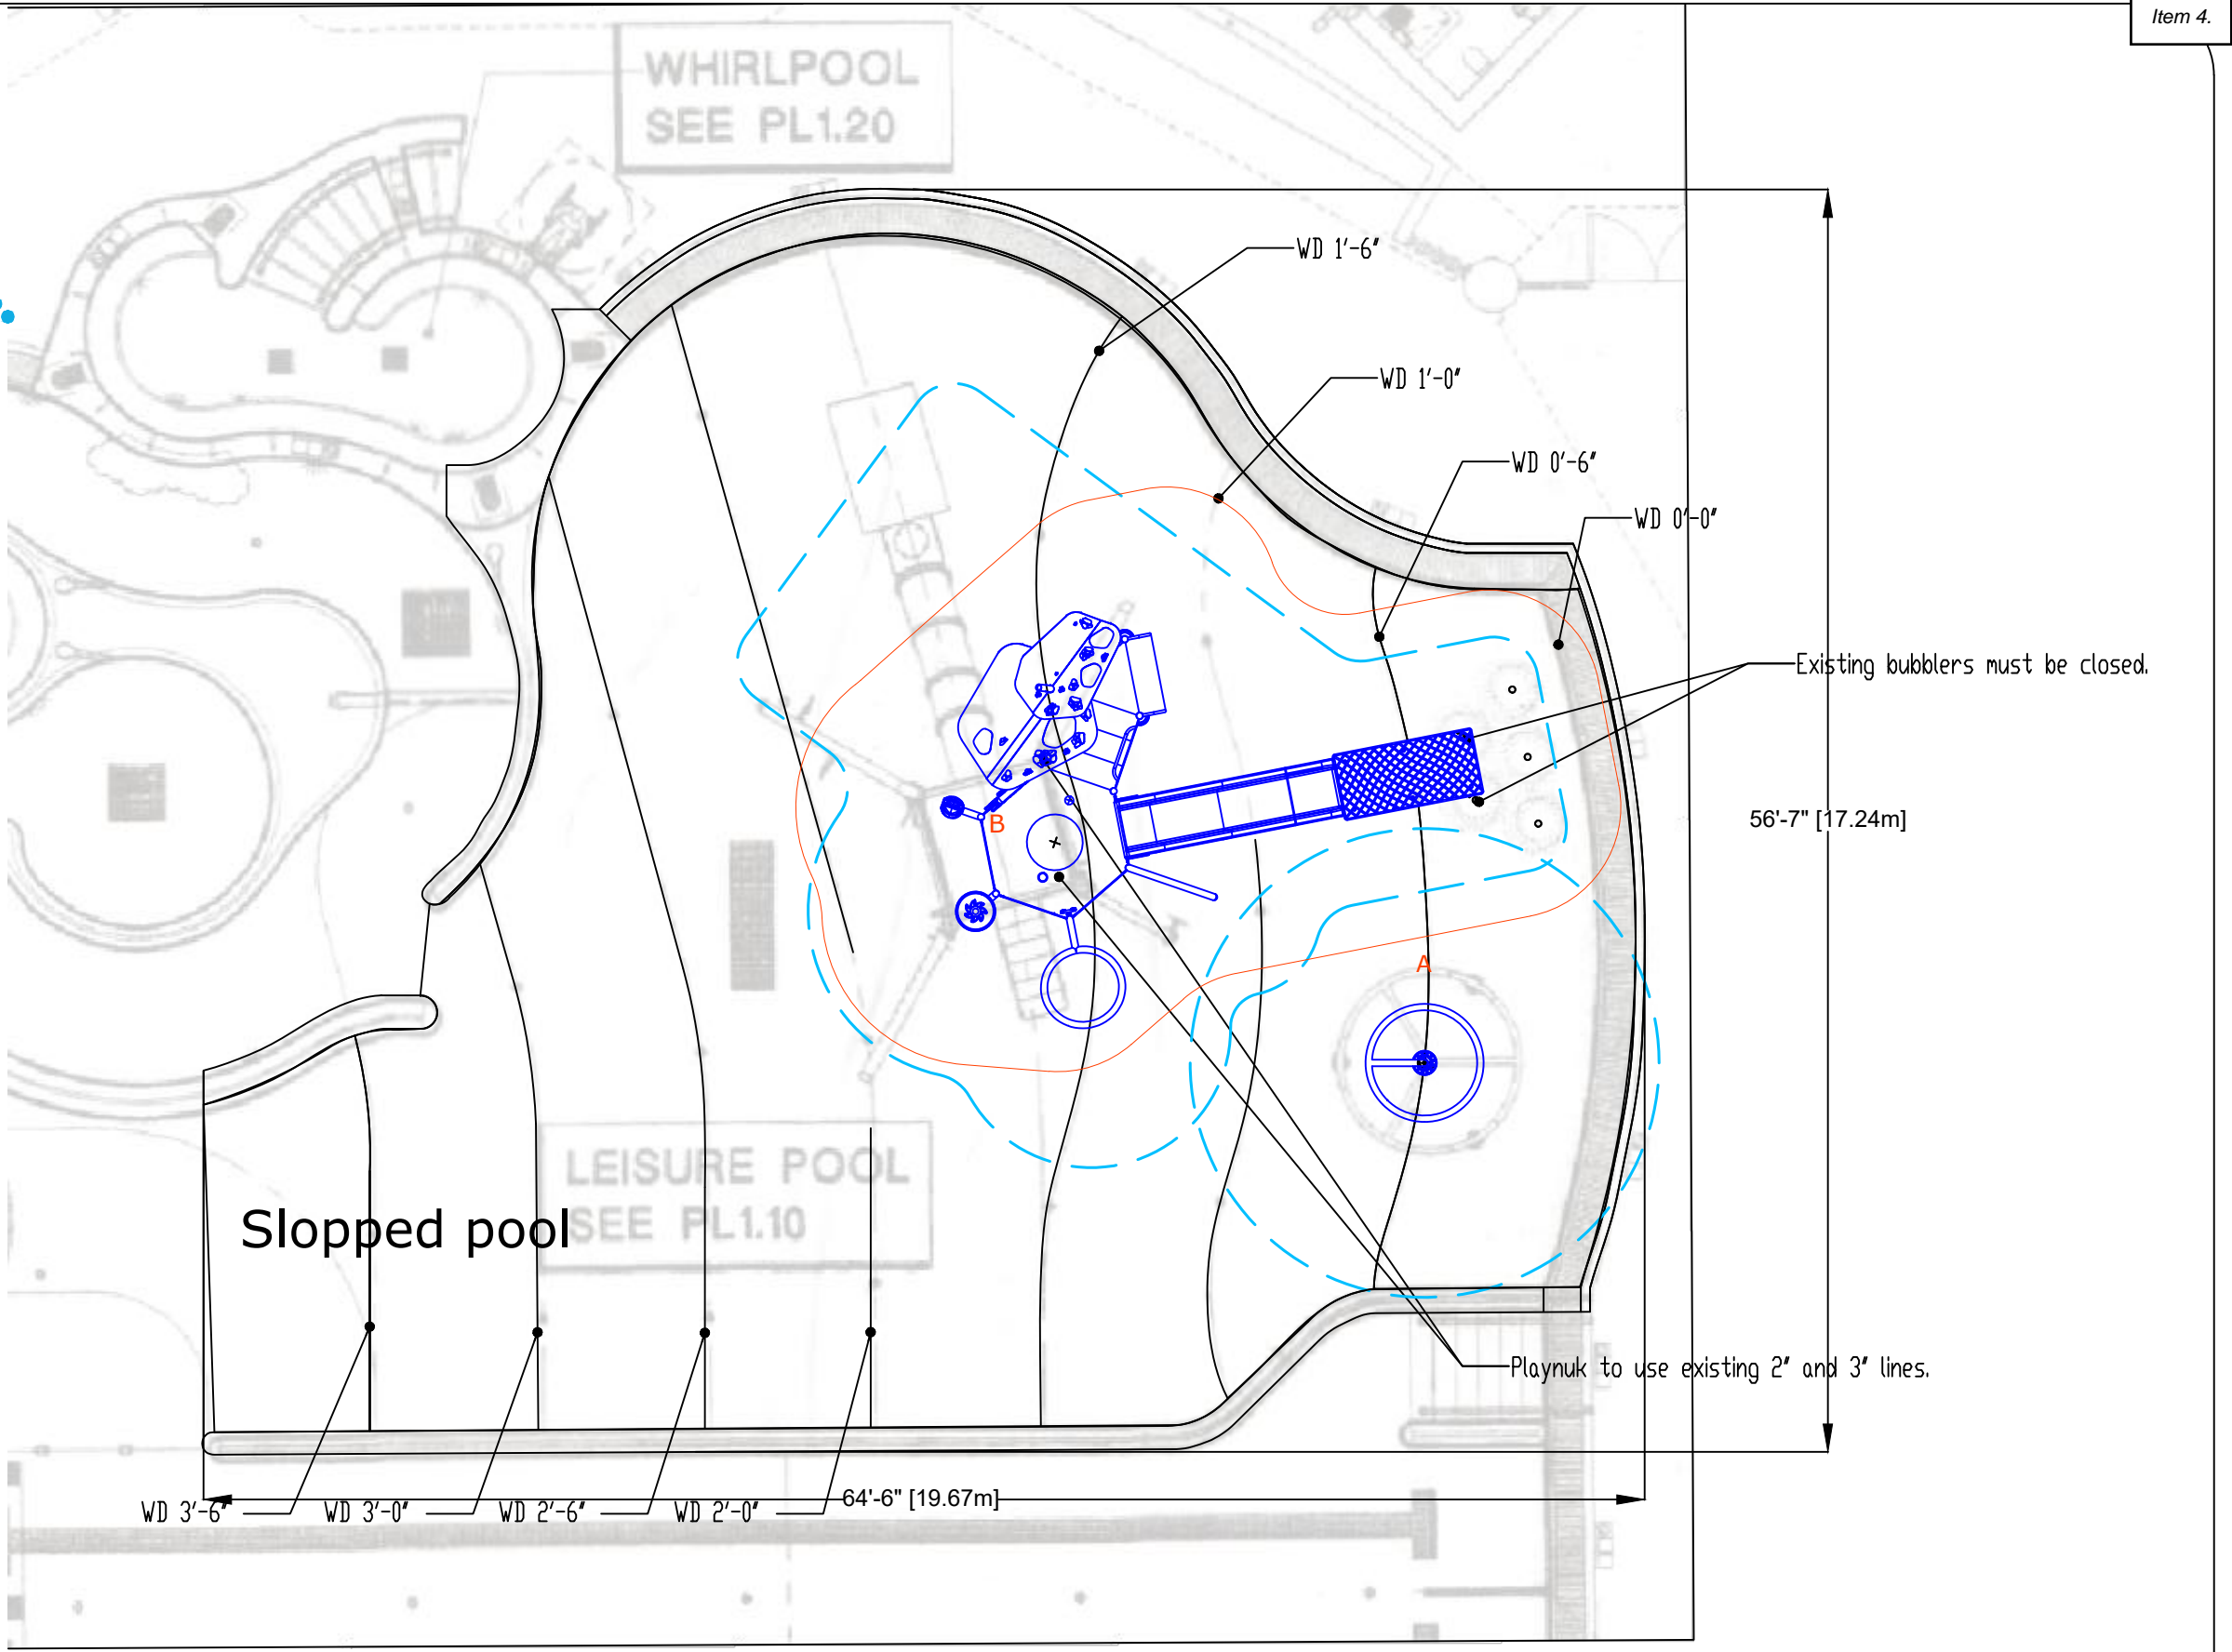 Item 4.
WHIRLPOOL
SEE PL1.20
WD 1'-6"
WD 1'-0"
WD 0'-6"
WD 0'-0"
Existing bubblers must be closed.
56'-7" [17.24m]
B
A
LEISURE POOL
SEE PL1.10
Slopped pool
Playnuk to use existing 2" and 3" lines.
64'-6" [19.67m]
WD 3'-6"
WD 3'-0"
WD 2'-6"
WD 2'-0"